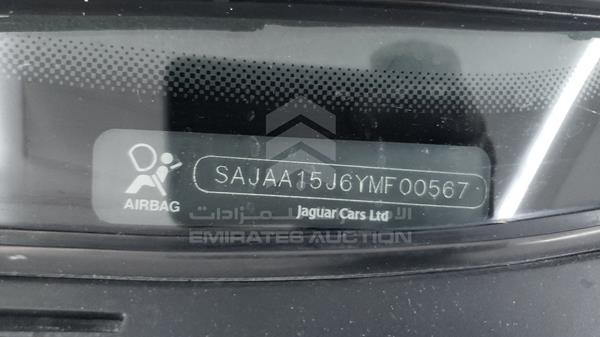 SAJAA15J6YMF00567
AIRBAG
Jaguar Cars Ltd
الإمارات للمزادات
EMIRATES AUCTION